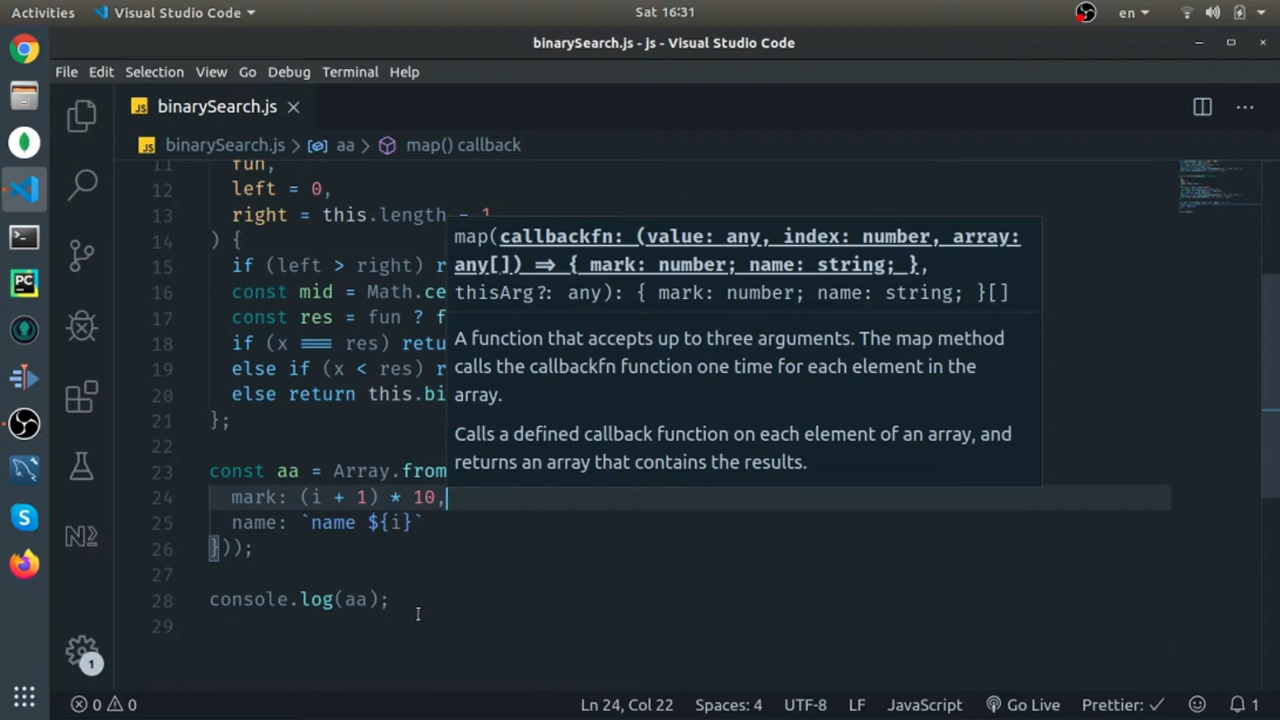 Activities
Visual Studio Code
Sat 16:31
en
binarySearch.js - js - Visual Studio Code
File Edit Selection View Go Debug Terminal Help
JS binarySearch.js
JS binarySearch.js > aa > map() callback
11 fun,
12 left = 0,
13 right = this.length - 1
14 ) {
15 if (left > right) r
16 const mid = Math.ce
17 const res = fun ? f
18 if (x === res) retu
19 else if (x < res) r
20 else return this.bi
21 };
22
23 const aa = Array.from
24 mark: (i + 1) * 10,
25 name: `name ${i}`
26 }));
27
28 console.log(aa);
29
map(callbackfn: (value: any, index: number, array:
any[]) => { mark: number; name: string; },
thisArg?: any): { mark: number; name: string; }[]
A function that accepts up to three arguments. The map method
calls the callbackfn function one time for each element in the
array.
Calls a defined callback function on each element of an array, and
returns an array that contains the results.
PC
S
1
0 0
Ln 24, Col 22
Spaces: 4
UTF-8
LF
JavaScript
Go Live
Prettier: ✓
1